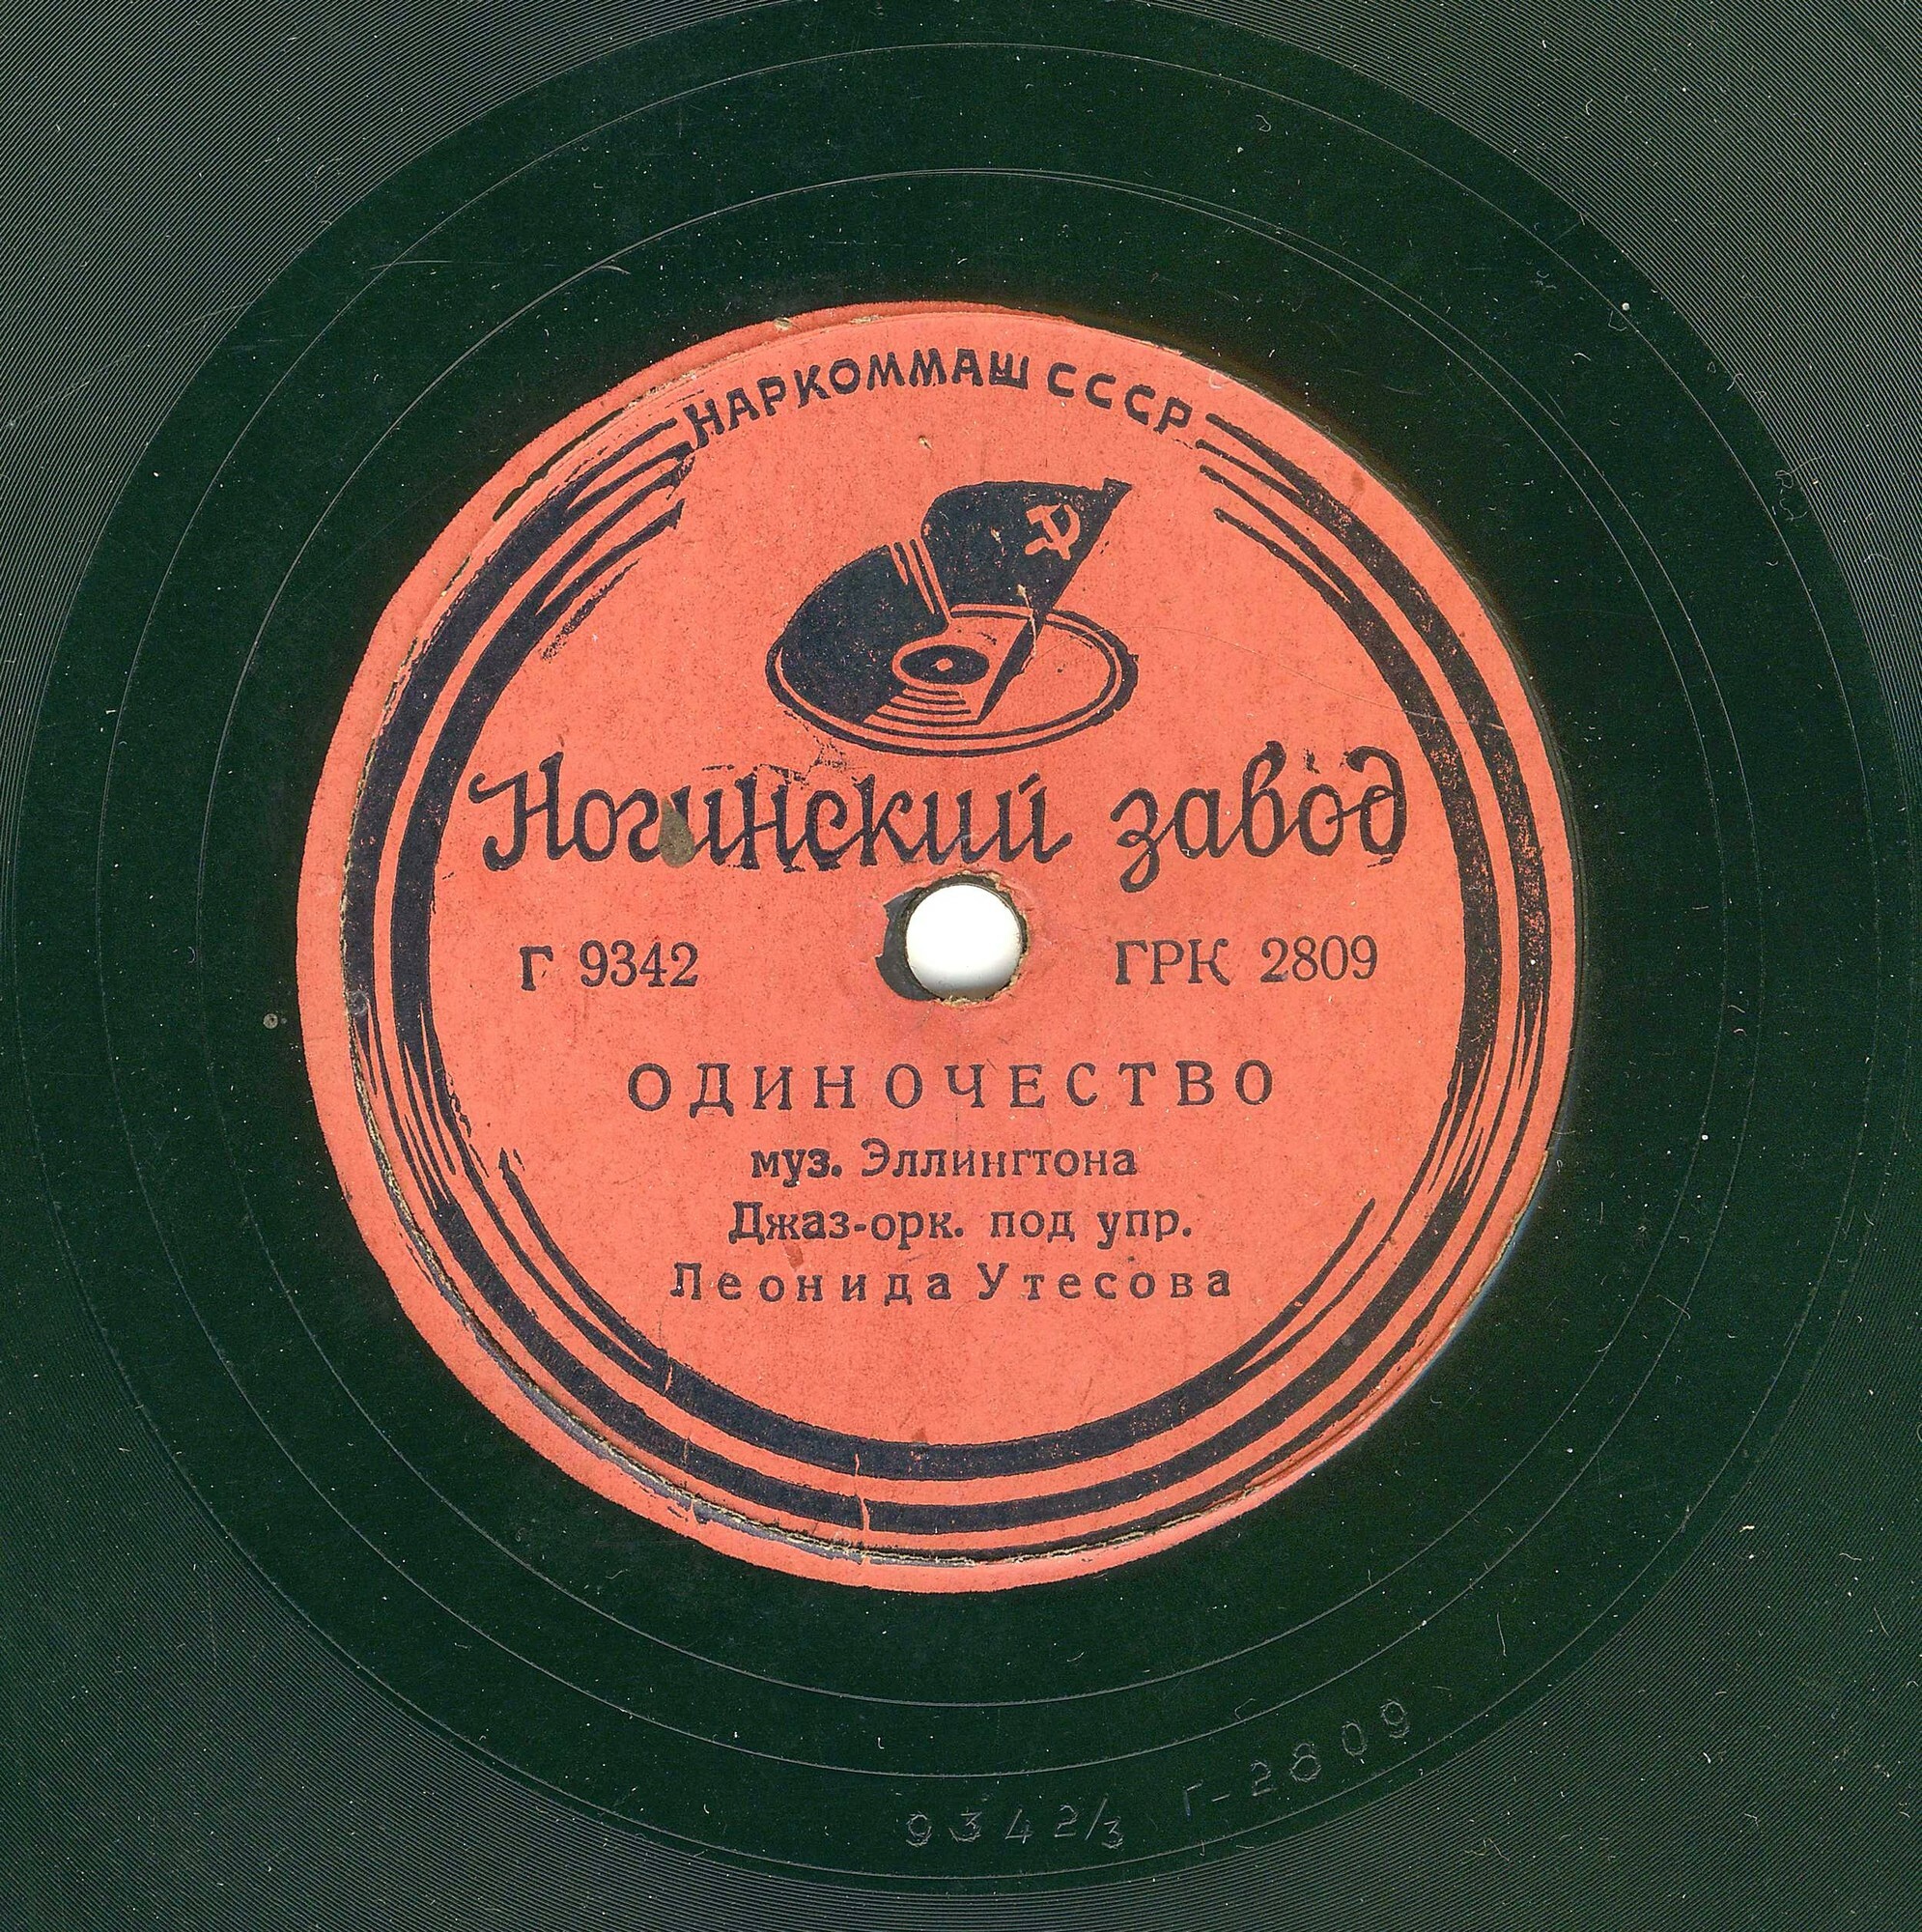 НАРКОММАШ СССР
Ногинский завод
Г 9342 ГРК 2809
ОДИНОЧЕСТВО
муз. Эллингтона
Джаз-орк. под упр.
Леонида Утесова
9342/3 Г-2809